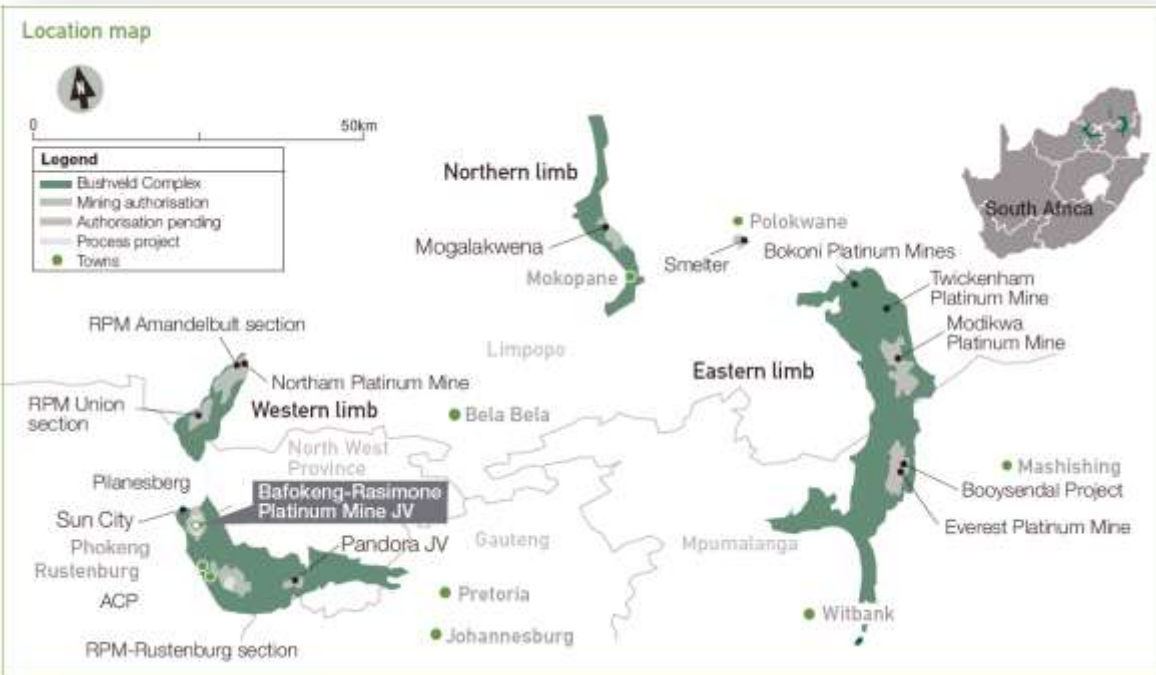 Location map
N
0 50km
Legend
Bushveld Complex
Mining authorisation
Authorisation pending
Process project
Towns
Northern limb
Mogalakwena
Mokopane
Polokwane
Smelter
South Africa
Bokoni Platinum Mines
Twickenham
Platinum Mine
Modikwa
Platinum Mine
RPM Amandelbult section
Northam Platinum Mine
RPM Union
section
Western limb
Limpopo
Eastern limb
Bela Bela
North West
Province
Pilanesberg
Bafokeng-Rasimone
Platinum Mine JV
Sun City
Phokeng
Rustenburg
ACP
Pandora JV
RPM-Rustenburg section
Gauteng
Mpumalanga
Mashishing
Booysendal Project
Everest Platinum Mine
Pretoria
Johannesburg
Witbank